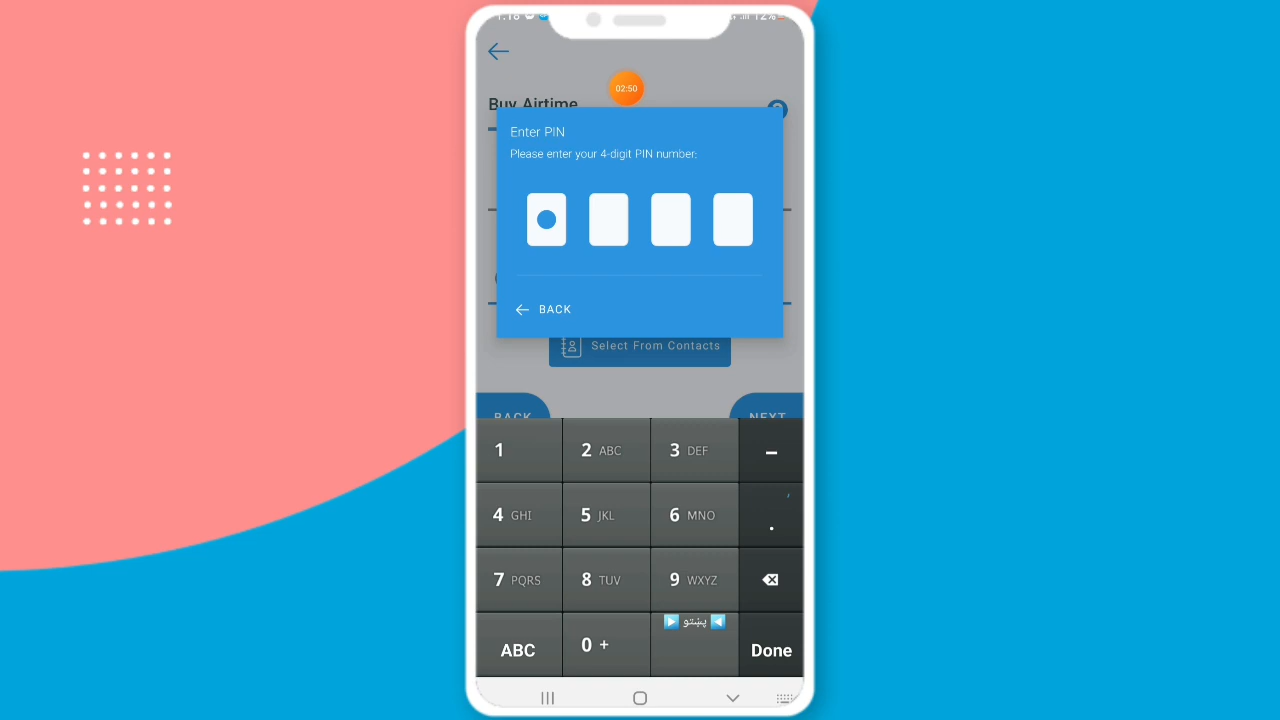 1:18
12%
02:50
Buy Airtime
Enter PIN
Please enter your 4-digit PIN number:
BACK
Select From Contacts
BACK
NEXT
1
2 ABC
3 DEF
–
4 GHI
5 JKL
6 MNO
.
7 PQRS
8 TUV
9 WXYZ
ABC
0 +
پښتو
Done